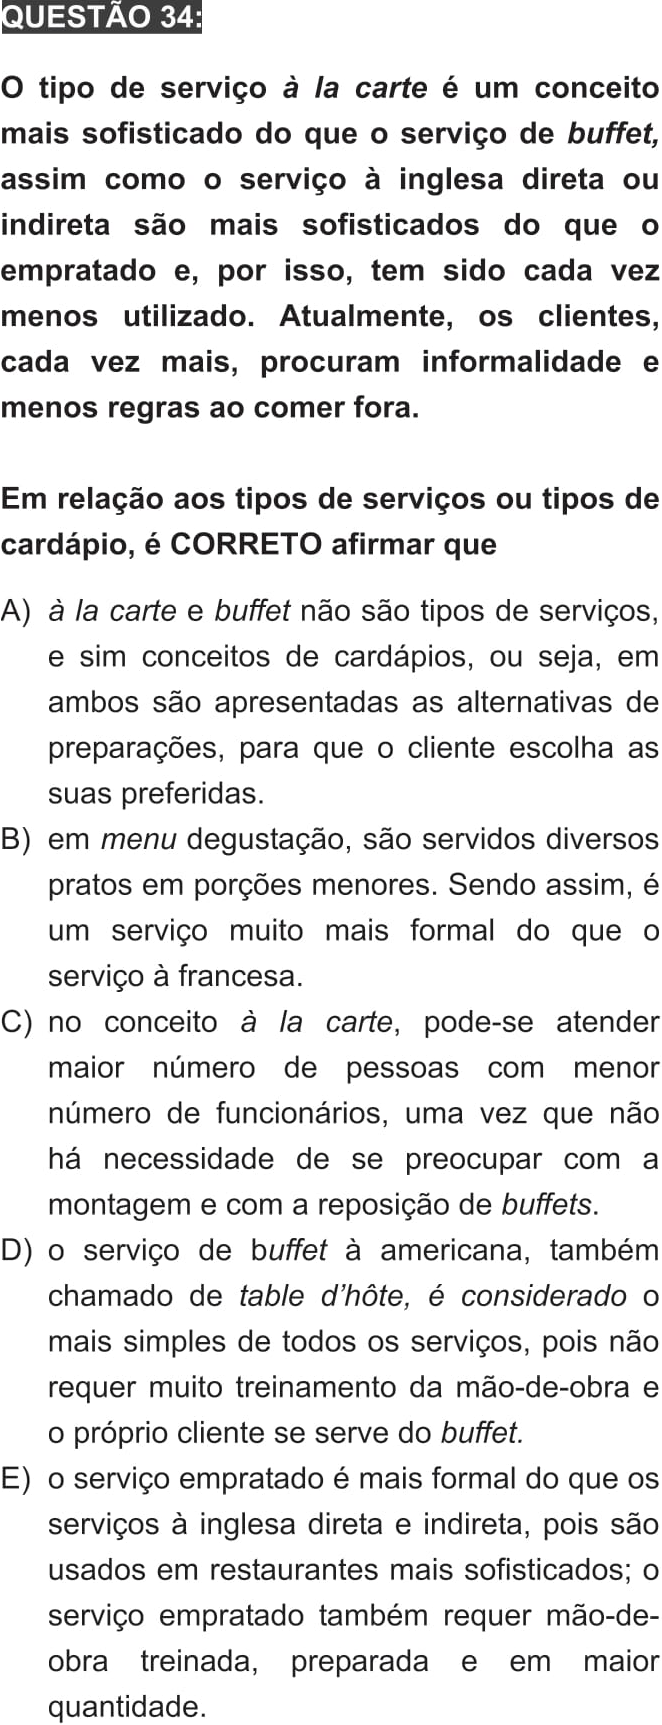 QUESTÃO 34:
O tipo de serviço à la carte é um conceito
mais sofisticado do que o serviço de buffet,
assim como o serviço à inglesa direta ou
indireta são mais sofisticados do que o
empratado e, por isso, tem sido cada vez
menos utilizado. Atualmente, os clientes,
cada vez mais, procuram informalidade e
menos regras ao comer fora.
Em relação aos tipos de serviços ou tipos de
cardápio, é CORRETO afirmar que
A) à la carte e buffet não são tipos de serviços,
e sim conceitos de cardápios, ou seja, em
ambos são apresentadas as alternativas de
preparações, para que o cliente escolha as
suas preferidas.
B) em menu degustação, são servidos diversos
pratos em porções menores. Sendo assim, é
um serviço muito mais formal do que o
serviço à francesa.
C) no conceito à la carte, pode-se atender
maior número de pessoas com menor
número de funcionários, uma vez que não
há necessidade de se preocupar com a
montagem e com a reposição de buffets.
D) o serviço de buffet à americana, também
chamado de table d'hôte, é considerado o
mais simples de todos os serviços, pois não
requer muito treinamento da mão-de-obra e
o próprio cliente se serve do buffet.
E) o serviço empratado é mais formal do que os
serviços à inglesa direta e indireta, pois são
usados em restaurantes mais sofisticados; o
serviço empratado também requer mão-de-
obra treinada, preparada e em maior
quantidade.